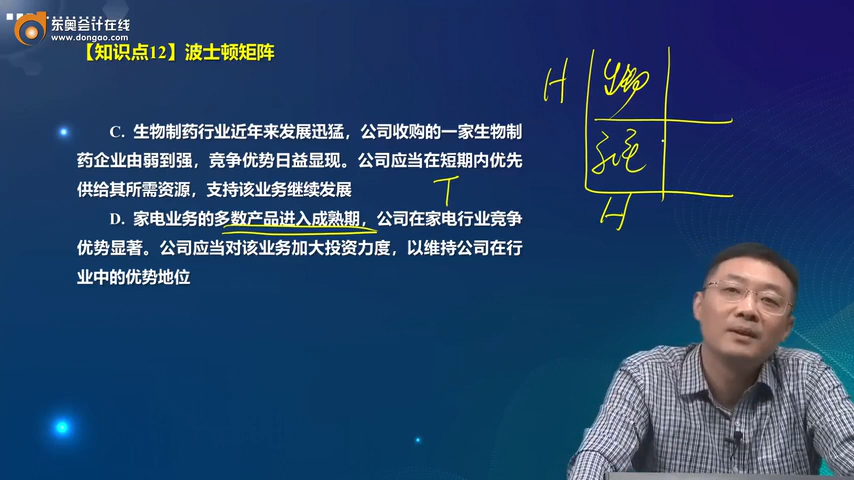 东奥会计在线
www.dongao.com
【知识点12】波士顿矩阵
C. 生物制药行业近年来发展迅猛，公司收购的一家生物制
药企业由弱到强，竞争优势日益显现。公司应当在短期内优先
供给其所需资源，支持该业务继续发展
T
D. 家电业务的多数产品进入成熟期，公司在家电行业竞争
优势显著。公司应当对该业务加大投资力度，以维持公司在行
业中的优势地位
H
生物
家电
H